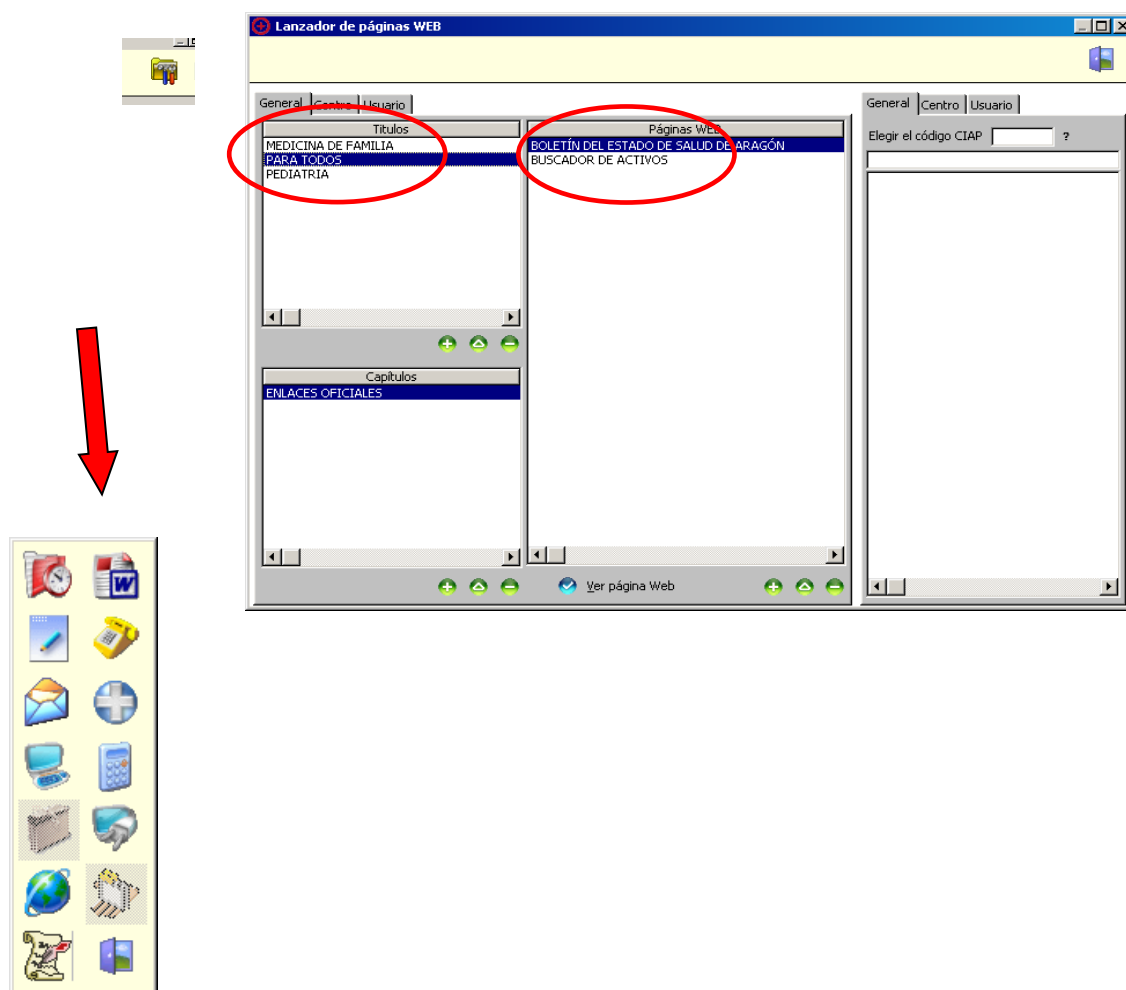 Lanzador de páginas WEB
General Centro Usuario
Titulos
MEDICINA DE FAMILIA
PARA TODOS
PEDIATRIA
Capítulos
ENLACES OFICIALES
Páginas WEB
BOLETÍN DEL ESTADO DE SALUD DE ARAGÓN
BUSCADOR DE ACTIVOS
Ver página Web
General Centro Usuario
Elegir el código CIAP ?
W